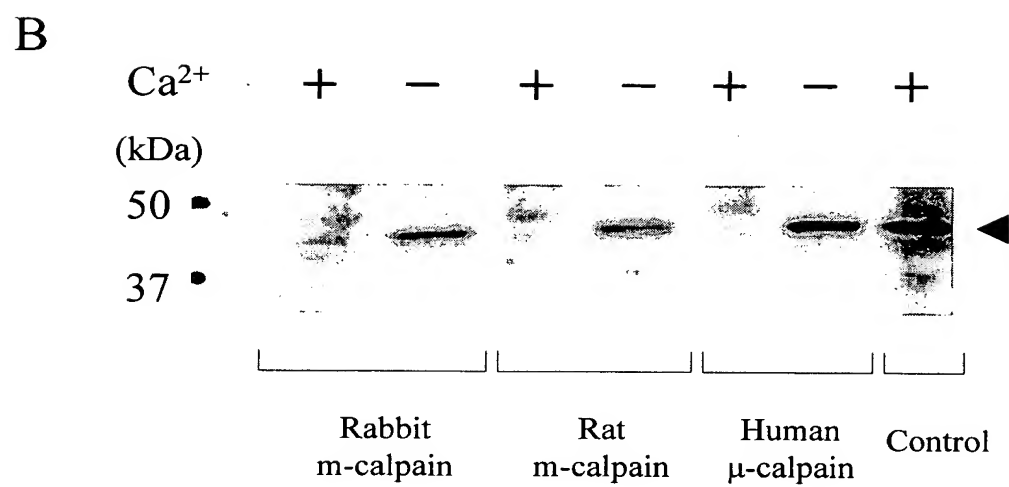 B
Ca²⁺ + − + − + − +
(kDa)
50
37
Rabbit m-calpain
Rat m-calpain
Human μ-calpain
Control